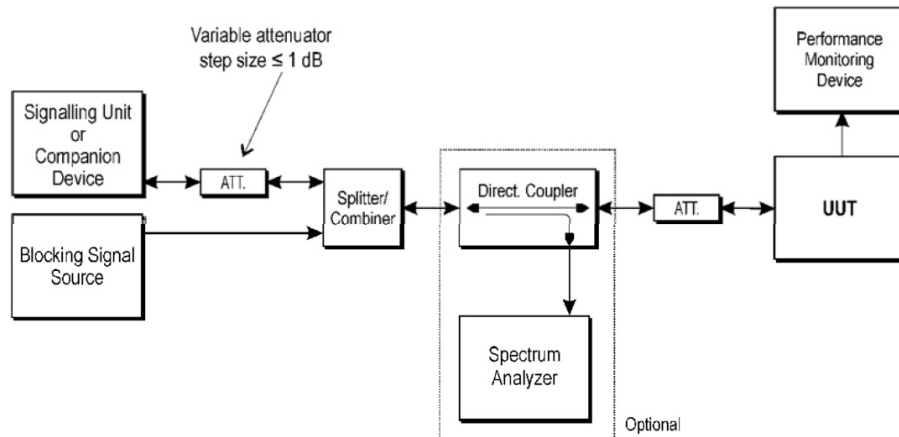 Variable attenuator
step size ≤ 1 dB
Performance
Monitoring
Device
Signalling Unit
or
Companion
Device
ATT.
Splitter/
Combiner
Direct. Coupler
ATT.
UUT
Blocking Signal
Source
Spectrum
Analyzer
Optional